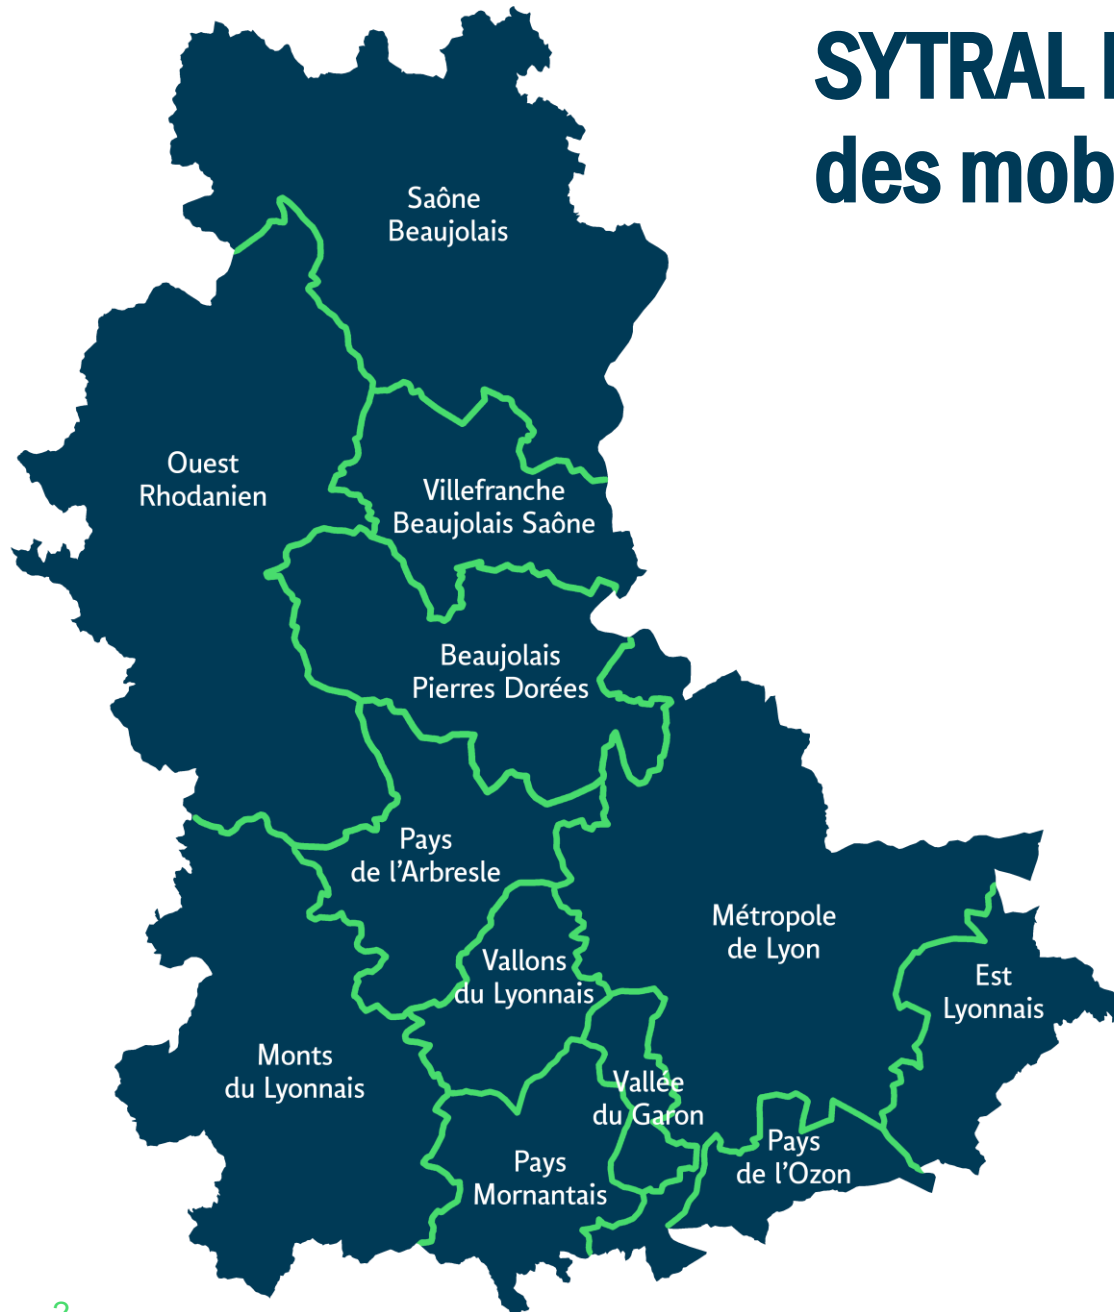 SYTRAL
des mob
Saône
Beaujolais
Ouest
Rhodanien
Villefranche
Beaujolais Saône
Beaujolais
Pierres Dorées
Pays
de l'Arbresle
Métropole
de Lyon
Vallons
du Lyonnais
Est
Lyonnais
Monts
du Lyonnais
Vallée
du Garon
Pays
de l'Ozon
Pays
Mornantais